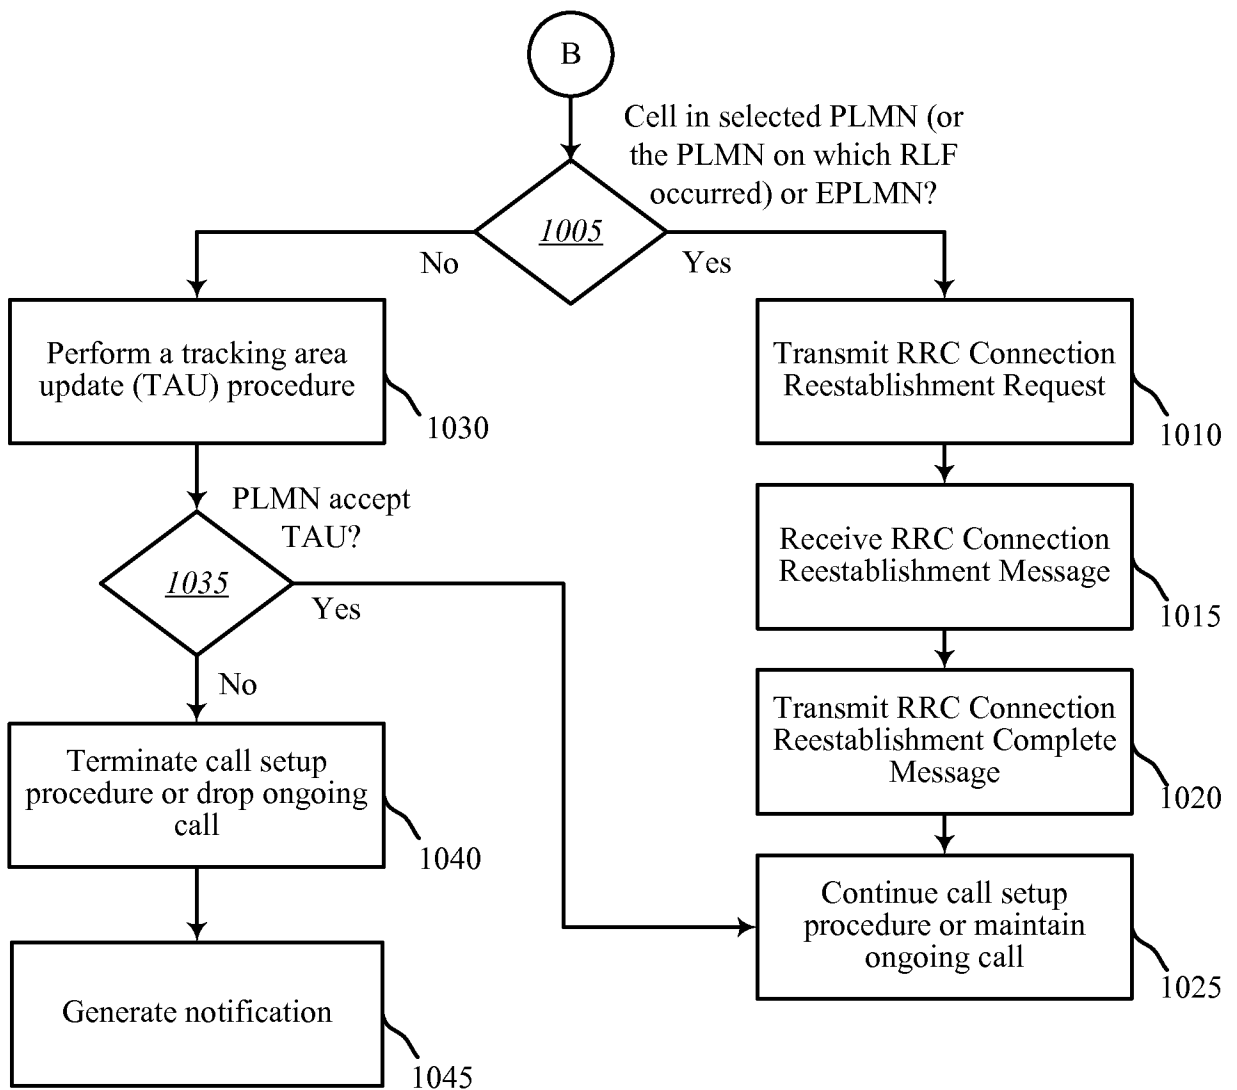 B
Cell in selected PLMN (or
the PLMN on which RLF
occurred) or EPLMN?
1005
No
Yes
Perform a tracking area
update (TAU) procedure
1030
Transmit RRC Connection
Reestablishment Request
1010
PLMN accept
TAU?
1035
Yes
No
Receive RRC Connection
Reestablishment Message
1015
Transmit RRC Connection
Reestablishment Complete
Message
1020
Terminate call setup
procedure or drop ongoing
call
1040
Continue call setup
procedure or maintain
ongoing call
1025
Generate notification
1045